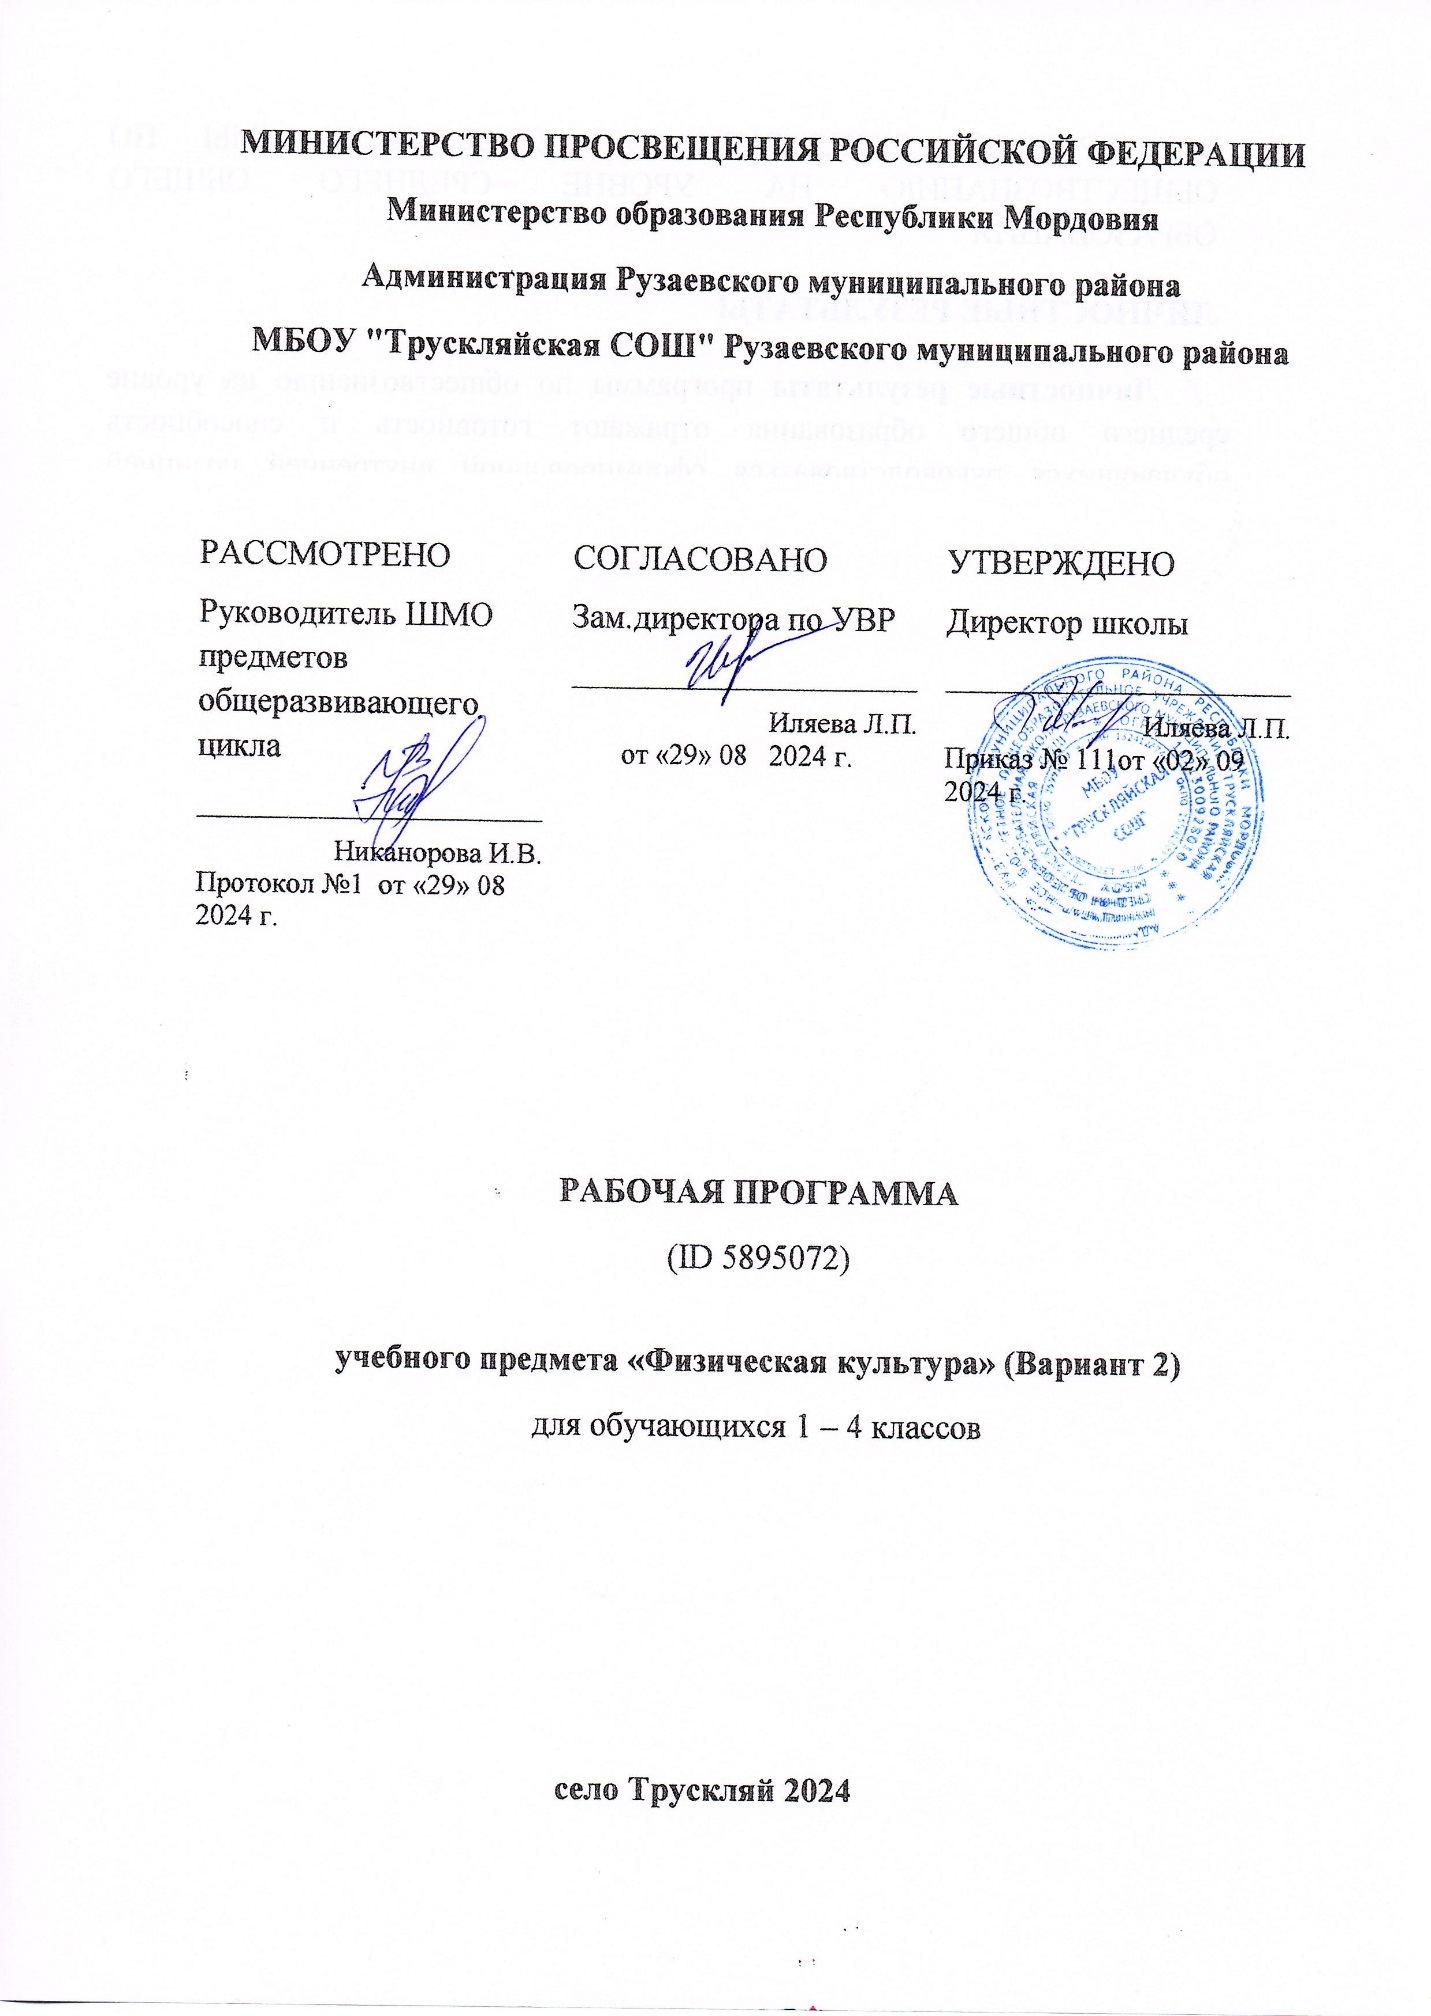 МИНИСТЕРСТВО ПРОСВЕЩЕНИЯ РОССИЙСКОЙ ФЕДЕРАЦИИ
Министерство образования Республики Мордовия
Администрация Рузаевского муниципального района
МБОУ "Трускляйская СОШ" Рузаевского муниципального района
РАССМОТРЕНО
Руководитель ШМО
предметов
общеразвивающего
цикла
Никанорова И.В.
Протокол №1 от «29» 08
2024 г.
СОГЛАСОВАНО
Зам.директора по УВР
Иляева Л.П.
от «29» 08 2024 г.
УТВЕРЖДЕНО
Директор школы
Иляева Л.П.
Приказ № 111от «02» 09
2024 г.
МБОУ
"ТРУСКЛЯЙСКАЯ
СОШ"
РАБОЧАЯ ПРОГРАММА
(ID 5895072)
учебного предмета «Физическая культура» (Вариант 2)
для обучающихся 1 – 4 классов
село Трускляй 2024